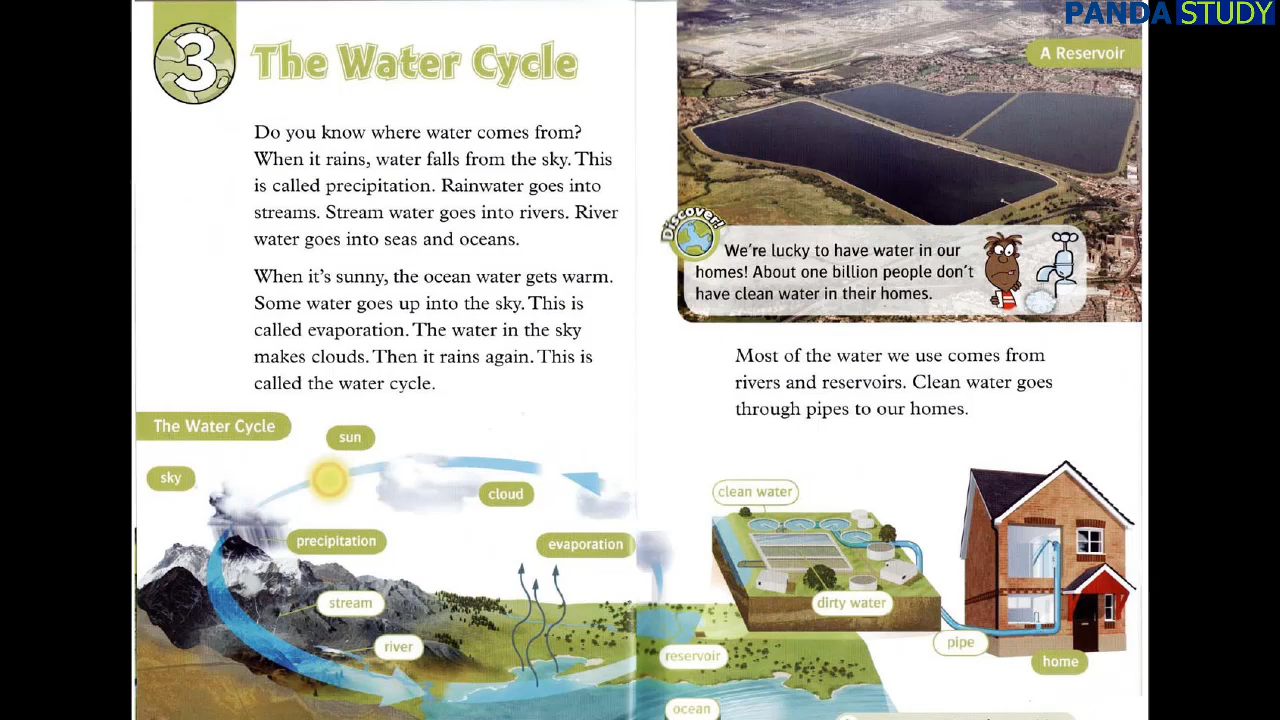 PANDA STUDY
3
The Water Cycle
Do you know where water comes from?
When it rains, water falls from the sky. This
is called precipitation. Rainwater goes into
streams. Stream water goes into rivers. River
water goes into seas and oceans.
When it's sunny, the ocean water gets warm.
Some water goes up into the sky. This is
called evaporation. The water in the sky
makes clouds. Then it rains again. This is
called the water cycle.
The Water Cycle
sun
sky
cloud
precipitation
evaporation
stream
river
A Reservoir
Discover!
We're lucky to have water in our
homes! About one billion people don't
have clean water in their homes.
Most of the water we use comes from
rivers and reservoirs. Clean water goes
through pipes to our homes.
clean water
dirty water
pipe
home
reservoir
ocean